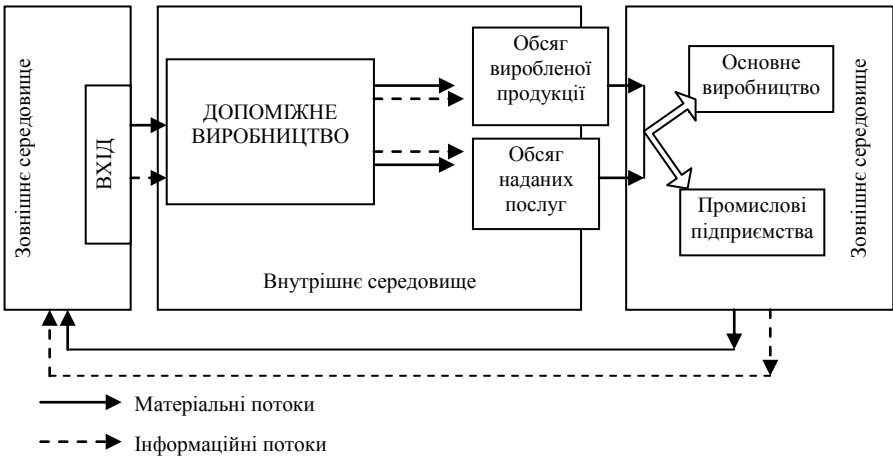 Зовнішнє середовище
ВХІД
ДОПОМІЖНЕ
ВИРОБНИЦТВО
Обсяг
виробленої
продукції
Обсяг
наданих
послуг
Внутрішнє середовище
Основне
виробництво
Промислові
підприємства
Зовнішнє середовище
Матеріальні потоки
Інформаційні потоки